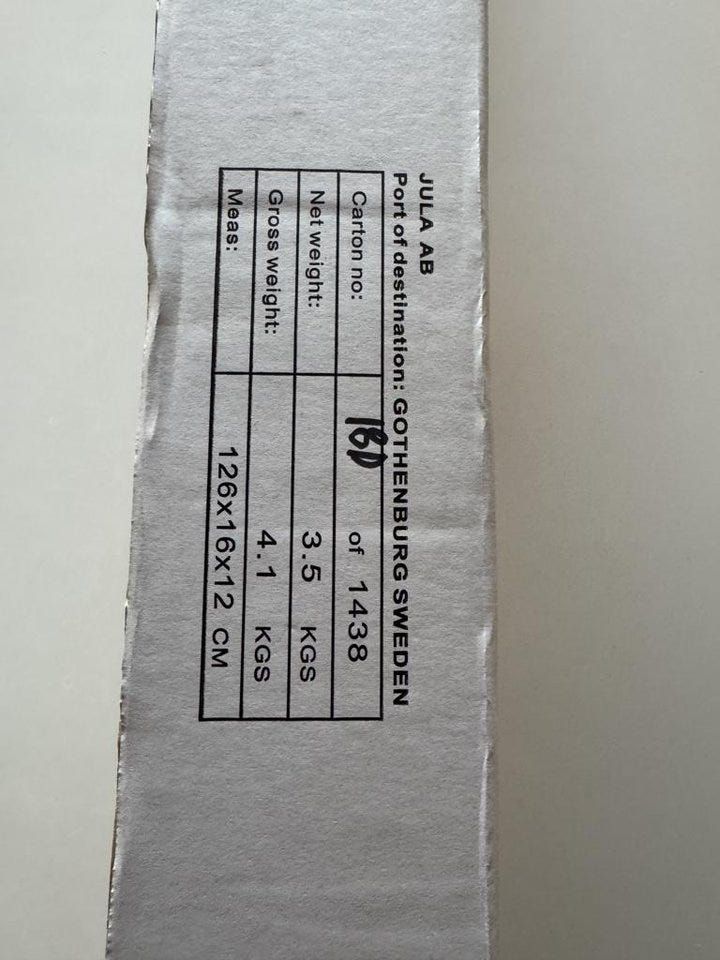 JULA AB
Port of destination: GOTHENBURG SWEDEN
Carton no: of 1438
Net weight: 3.5 KGS
Gross weight: 4.1 KGS
Meas: 126x16x12 CM